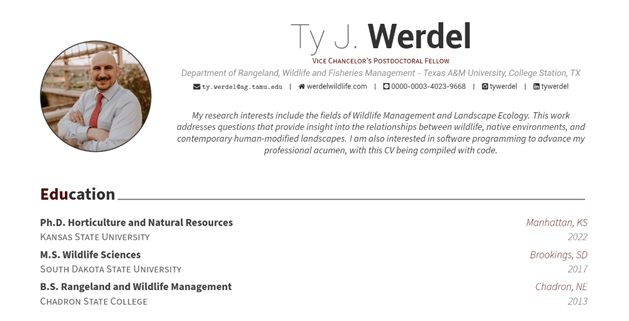 Ty J. Werdel
Vice Chancelor's Postdoctoral Fellow
Department of Rangeland, Wildlife and Fisheries Management - Texas A&M University, College Station, TX
ty.werdel@ag.tamu.edu | werdelwildlife.com | 0000-0003-4023-9668 | tywerdel | tywerdel
My research interests include the fields of Wildlife Management and Landscape Ecology. This work
addresses questions that provide insight into the relationships between wildlife, native environments, and
contemporary human-modified landscapes. I am also interested in software programming to advance my
professional acumen, with this CV being compiled with code.
Education
Ph.D. Horticulture and Natural Resources Manhattan, KS
Kansas State University 2022
M.S. Wildlife Sciences Brookings, SD
South Dakota State University 2017
B.S. Rangeland and Wildlife Management Chadron, NE
Chadron State College 2013